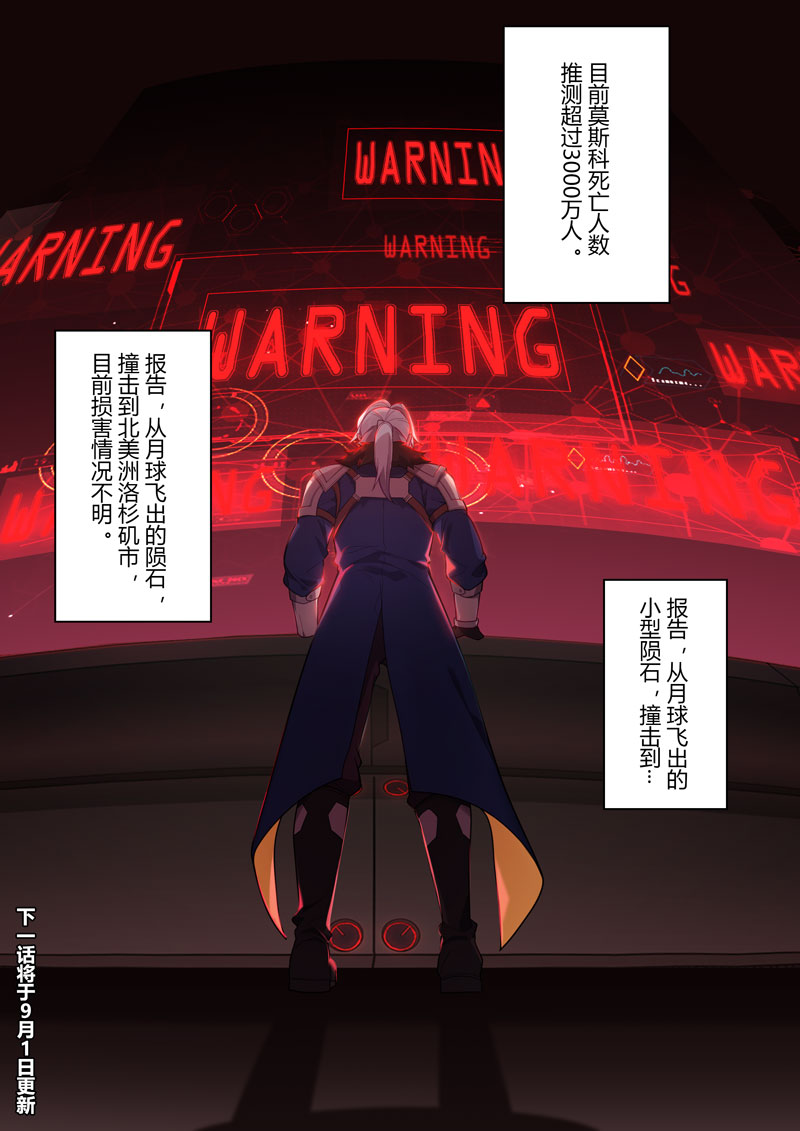 目前莫斯科死亡人数
推测超过3000万人。
WARNIN
WARNING
WARNING
G
WARNING
WARNING
WARNING
报告，从月球飞出的陨石，
撞击到北美洲洛杉矶市，
目前损害情况不明。
报告，从月球飞出的
小型陨石，撞击到…
下一话将于9月1日更新